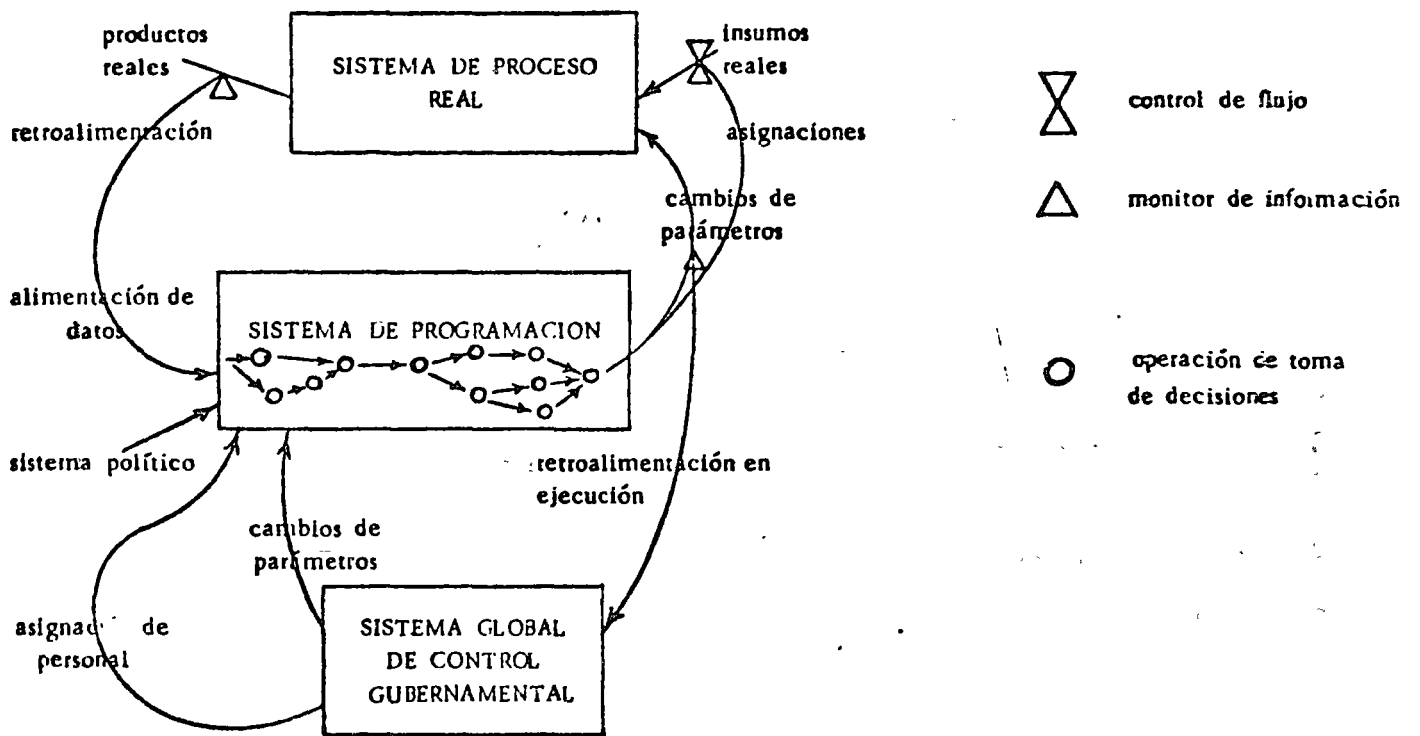 productos
reales
SISTEMA DE PROCESO
REAL
insumos
reales
control de flujo
retroalimentación
asignaciones
monitor de información
cambios de
parámetros
alimentación de
datos
SISTEMA DE PROGRAMACION
operación de toma
de decisiones
sistema político
retroalimentación en
ejecución
cambios de
parámetros
de
personal
SISTEMA GLOBAL
DE CONTROL
GUBERNAMENTAL